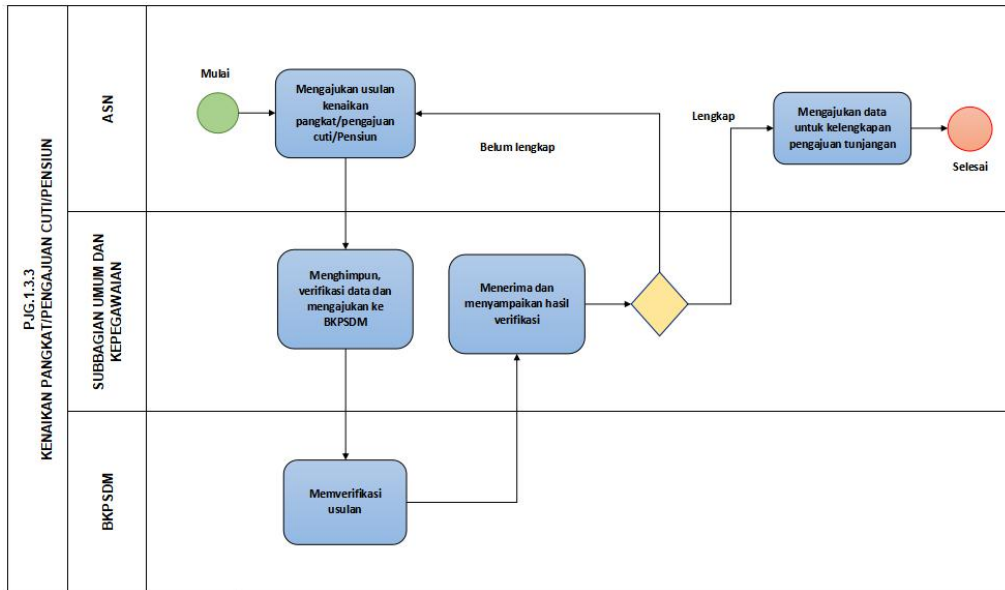 PJG.1.3.3
KENAIKAN PANGKAT/PENGAJUAN CUTI/PENSIUN
ASN
Mulai
Mengajukan usulan
kenaikan
pangkat/pengajuan
cuti/Pensiun
Belum lengkap
Lengkap
Mengajukan data
untuk kelengkapan
pengajuan tunjangan
Selesai
SUBBAGIAN UMUM DAN
KEPEGAWAIAN
Menghimpun,
verifikasi data dan
mengajukan ke
BKPSDM
Menerima dan
menyampaikan hasil
verifikasi
BKPSDM
Memverifikasi
usulan